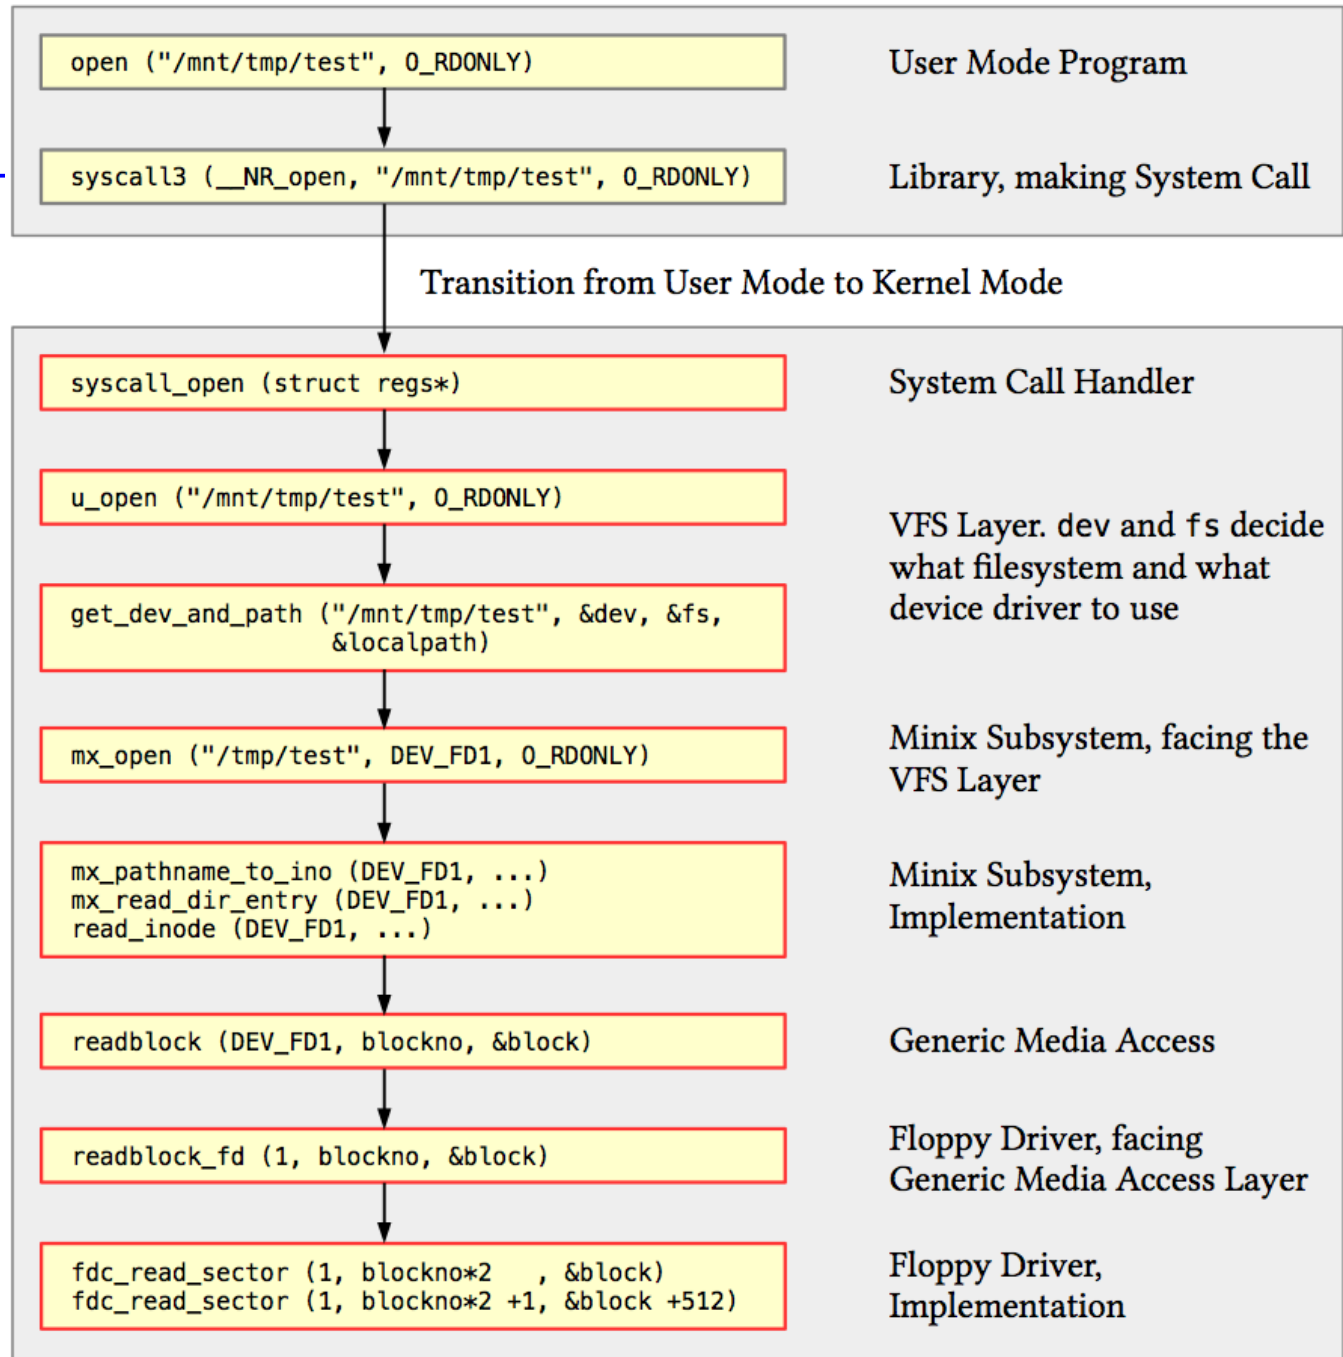 open ("/mnt/tmp/test", O_RDONLY)
User Mode Program
syscall3 (__NR_open, "/mnt/tmp/test", O_RDONLY)
Library, making System Call
Transition from User Mode to Kernel Mode
syscall_open (struct regs*)
System Call Handler
u_open ("/mnt/tmp/test", O_RDONLY)
VFS Layer. dev and fs decide
what filesystem and what
device driver to use
get_dev_and_path ("/mnt/tmp/test", &dev, &fs,
&localpath)
mx_open ("/tmp/test", DEV_FD1, O_RDONLY)
Minix Subsystem, facing the
VFS Layer
mx_pathname_to_ino (DEV_FD1, ...)
mx_read_dir_entry (DEV_FD1, ...)
read_inode (DEV_FD1, ...)
Minix Subsystem,
Implementation
readblock (DEV_FD1, blockno, &block)
Generic Media Access
readblock_fd (1, blockno, &block)
Floppy Driver, facing
Generic Media Access Layer
fdc_read_sector (1, blockno*2   , &block)
fdc_read_sector (1, blockno*2 +1, &block +512)
Floppy Driver,
Implementation